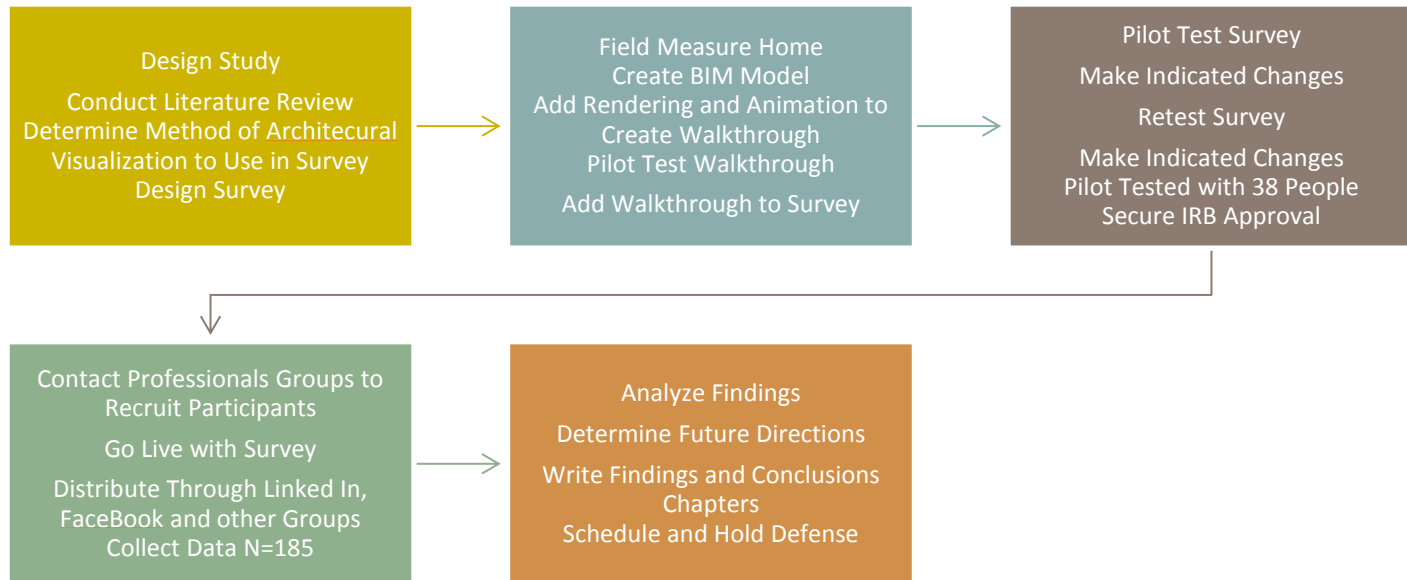 Design Study
Conduct Literature Review
Determine Method of Architecural
Visualization to Use in Survey
Design Survey
Field Measure Home
Create BIM Model
Add Rendering and Animation to
Create Walkthrough
Pilot Test Walkthrough
Add Walkthrough to Survey
Pilot Test Survey
Make Indicated Changes
Retest Survey
Make Indicated Changes
Pilot Tested with 38 People
Secure IRB Approval
Contact Professionals Groups to
Recruit Participants
Go Live with Survey
Distribute Through Linked In,
FaceBook and other Groups
Collect Data N=185
Analyze Findings
Determine Future Directions
Write Findings and Conclusions
Chapters
Schedule and Hold Defense